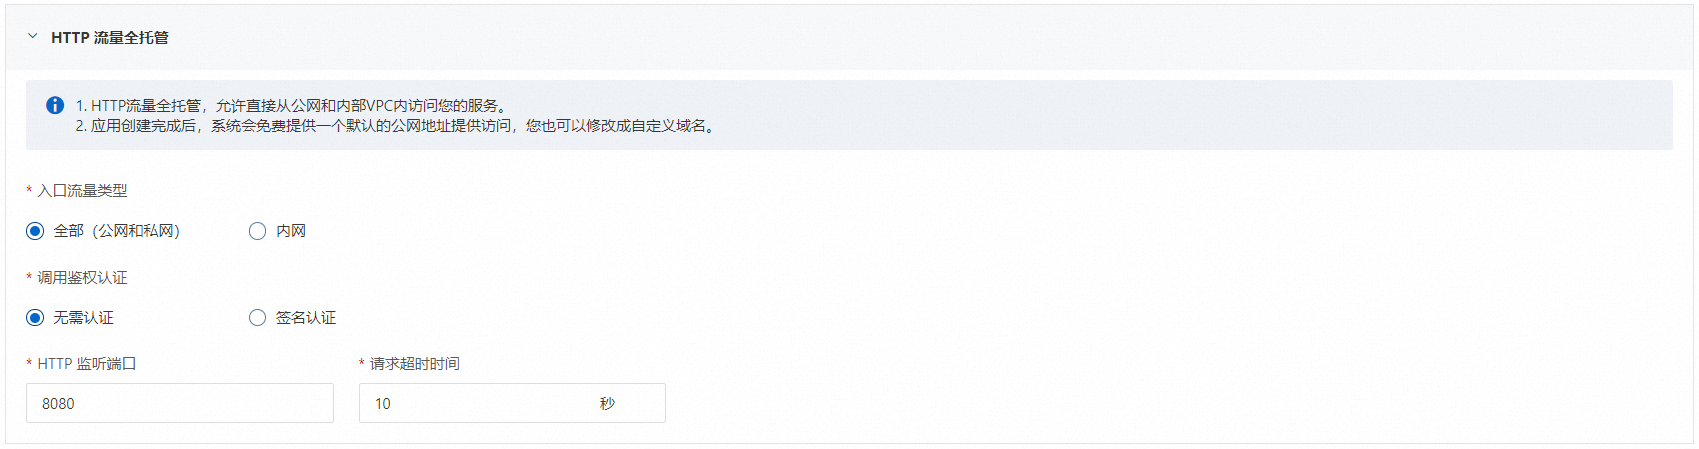 HTTP 流量全托管
1. HTTP流量全托管，允许直接从公网和内部VPC内访问您的服务。
2. 应用创建完成后，系统会免费提供一个默认的公网地址提供访问，您也可以修改成自定义域名。
* 入口流量类型
全部（公网和私网） 内网
* 调用鉴权认证
无需认证 签名认证
* HTTP 监听端口 * 请求超时时间
8080 10 秒